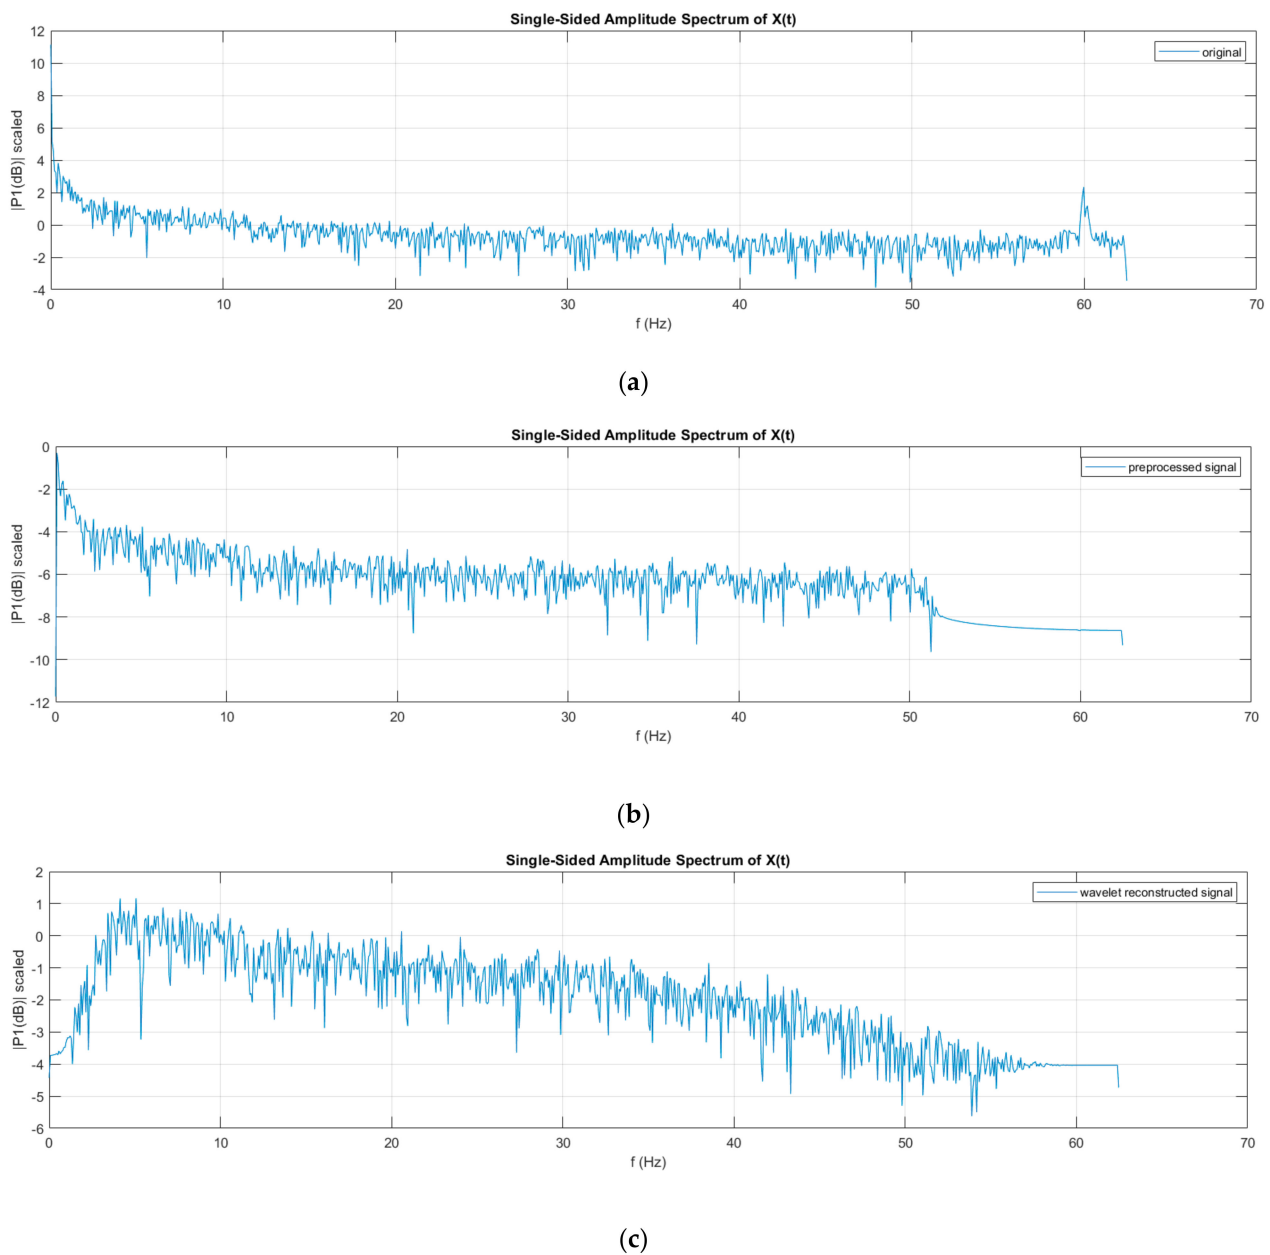 Single-Sided Amplitude Spectrum of X(t)
12
10
8
6
4
2
0
-2
-4
|P1(dB)| scaled
original
0 10 20 30 40 50 60 70
f (Hz)
(a)
Single-Sided Amplitude Spectrum of X(t)
0
-2
-4
-6
-8
-10
-12
|P1(dB)| scaled
preprocessed signal
0 10 20 30 40 50 60 70
f (Hz)
(b)
Single-Sided Amplitude Spectrum of X(t)
2
1
0
-1
-2
-3
-4
-5
-6
|P1(dB)| scaled
wavelet reconstructed signal
0 10 20 30 40 50 60 70
f (Hz)
(c)